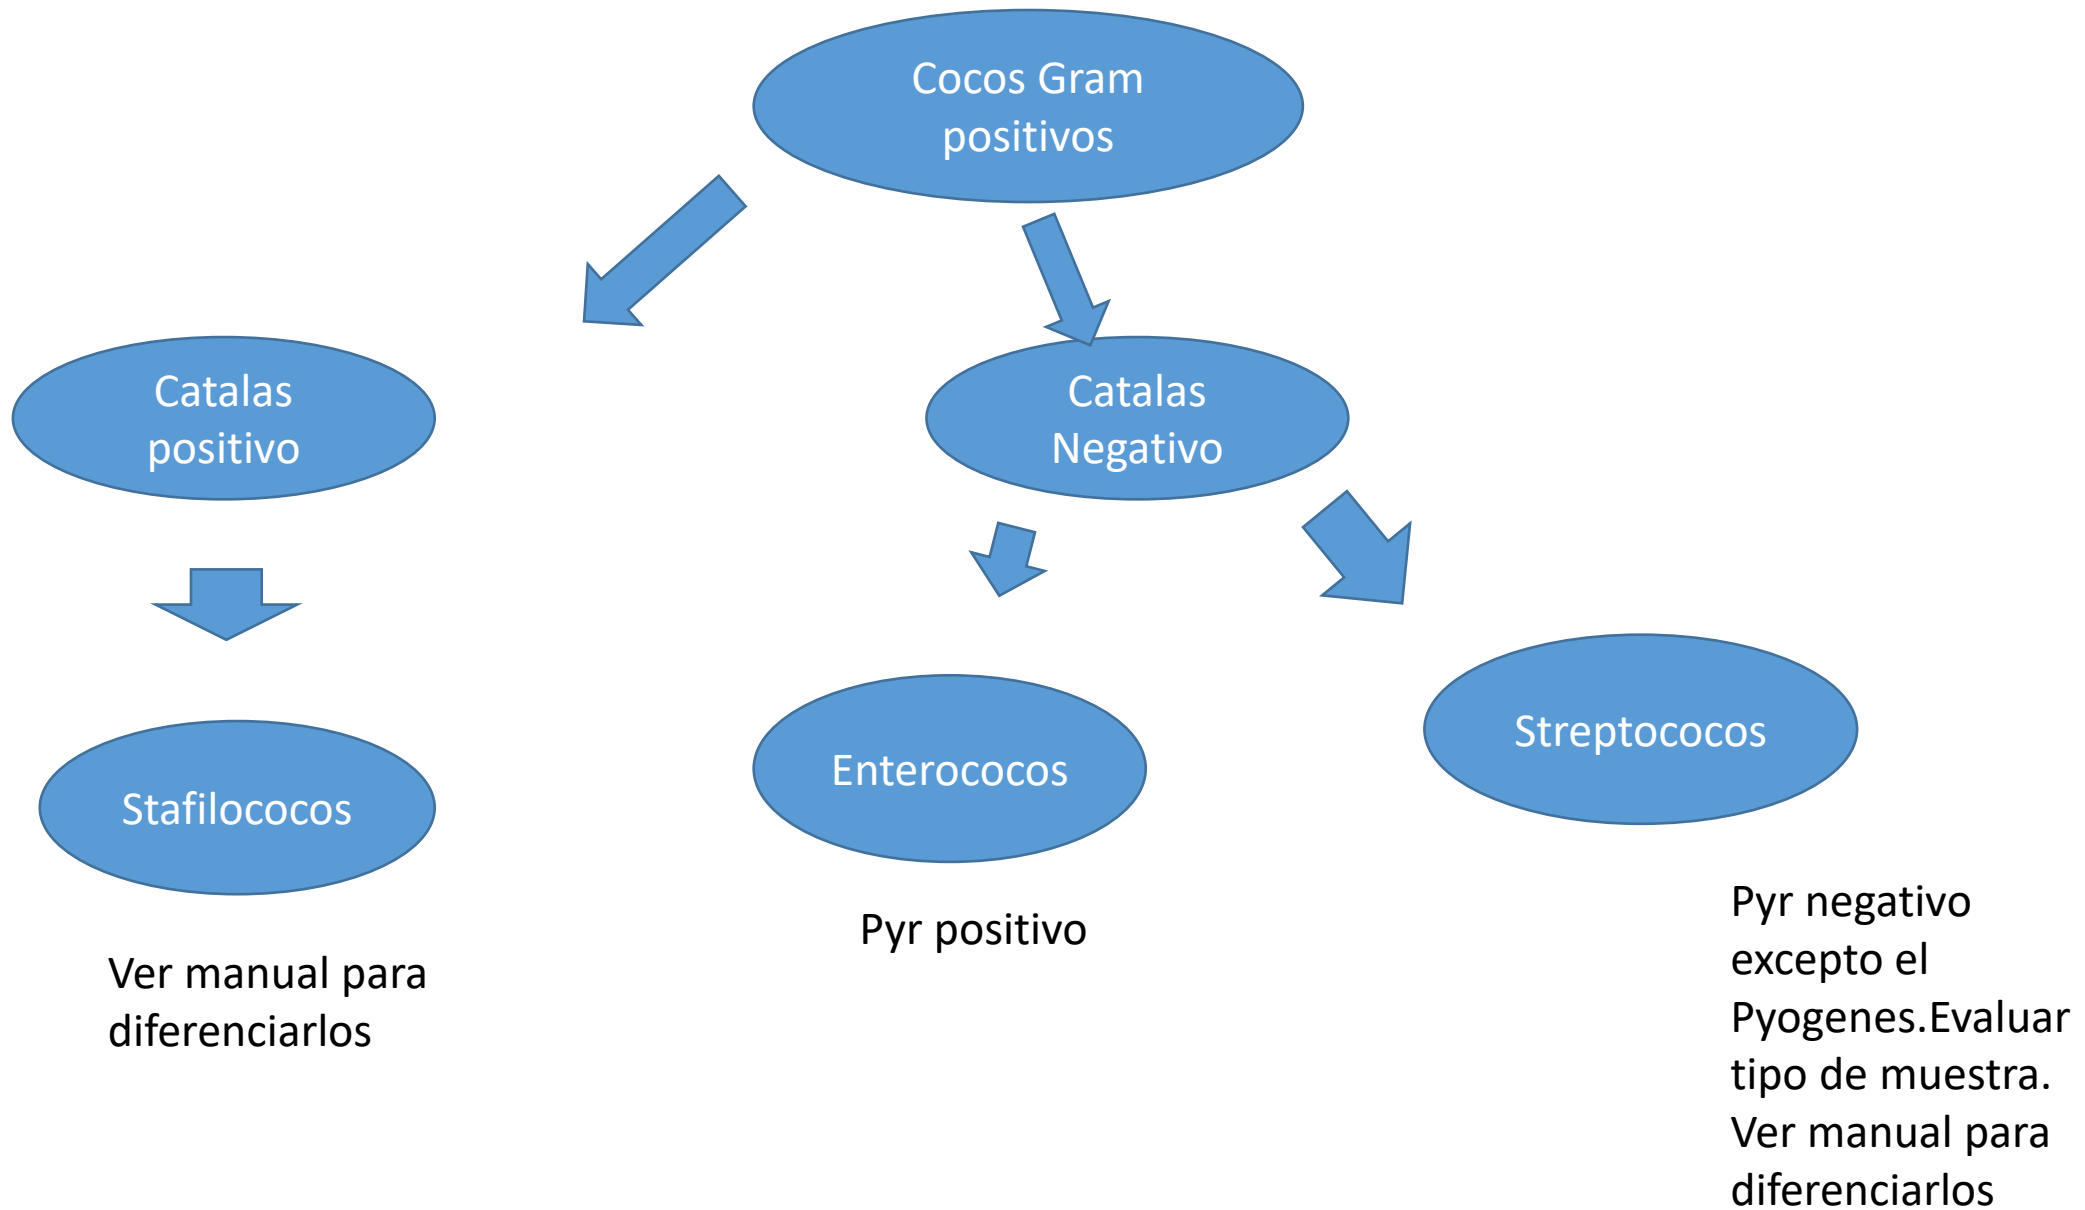 Cocos Gram
positivos
Catalas
positivo
Catalas
Negativo
Stafilococos
Enterococos
Streptococos
Ver manual para
diferenciarlos
Pyr positivo
Pyr negativo
excepto el
Pyogenes.Evaluar
tipo de muestra.
Ver manual para
diferenciarlos